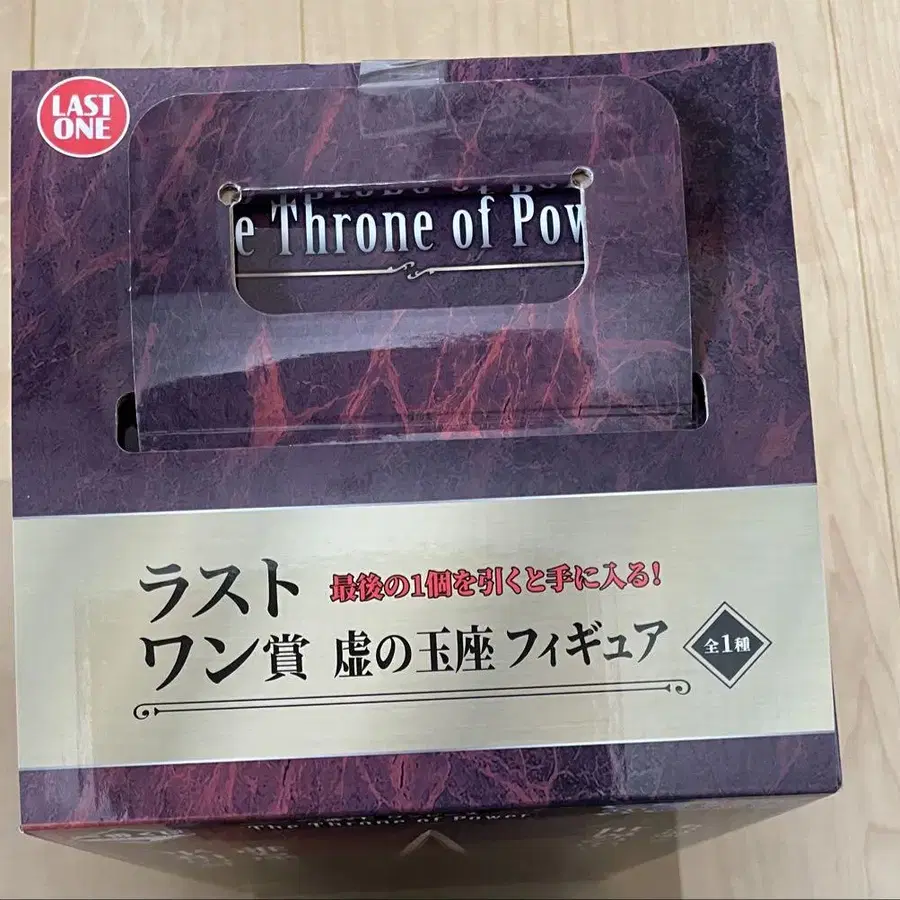 LAST
ONE
e Throne of Pow
ラスト
ワン賞
最後の1個を引くと手に入る!
虚の玉座 フィギュア
全1種
The Throne of Power